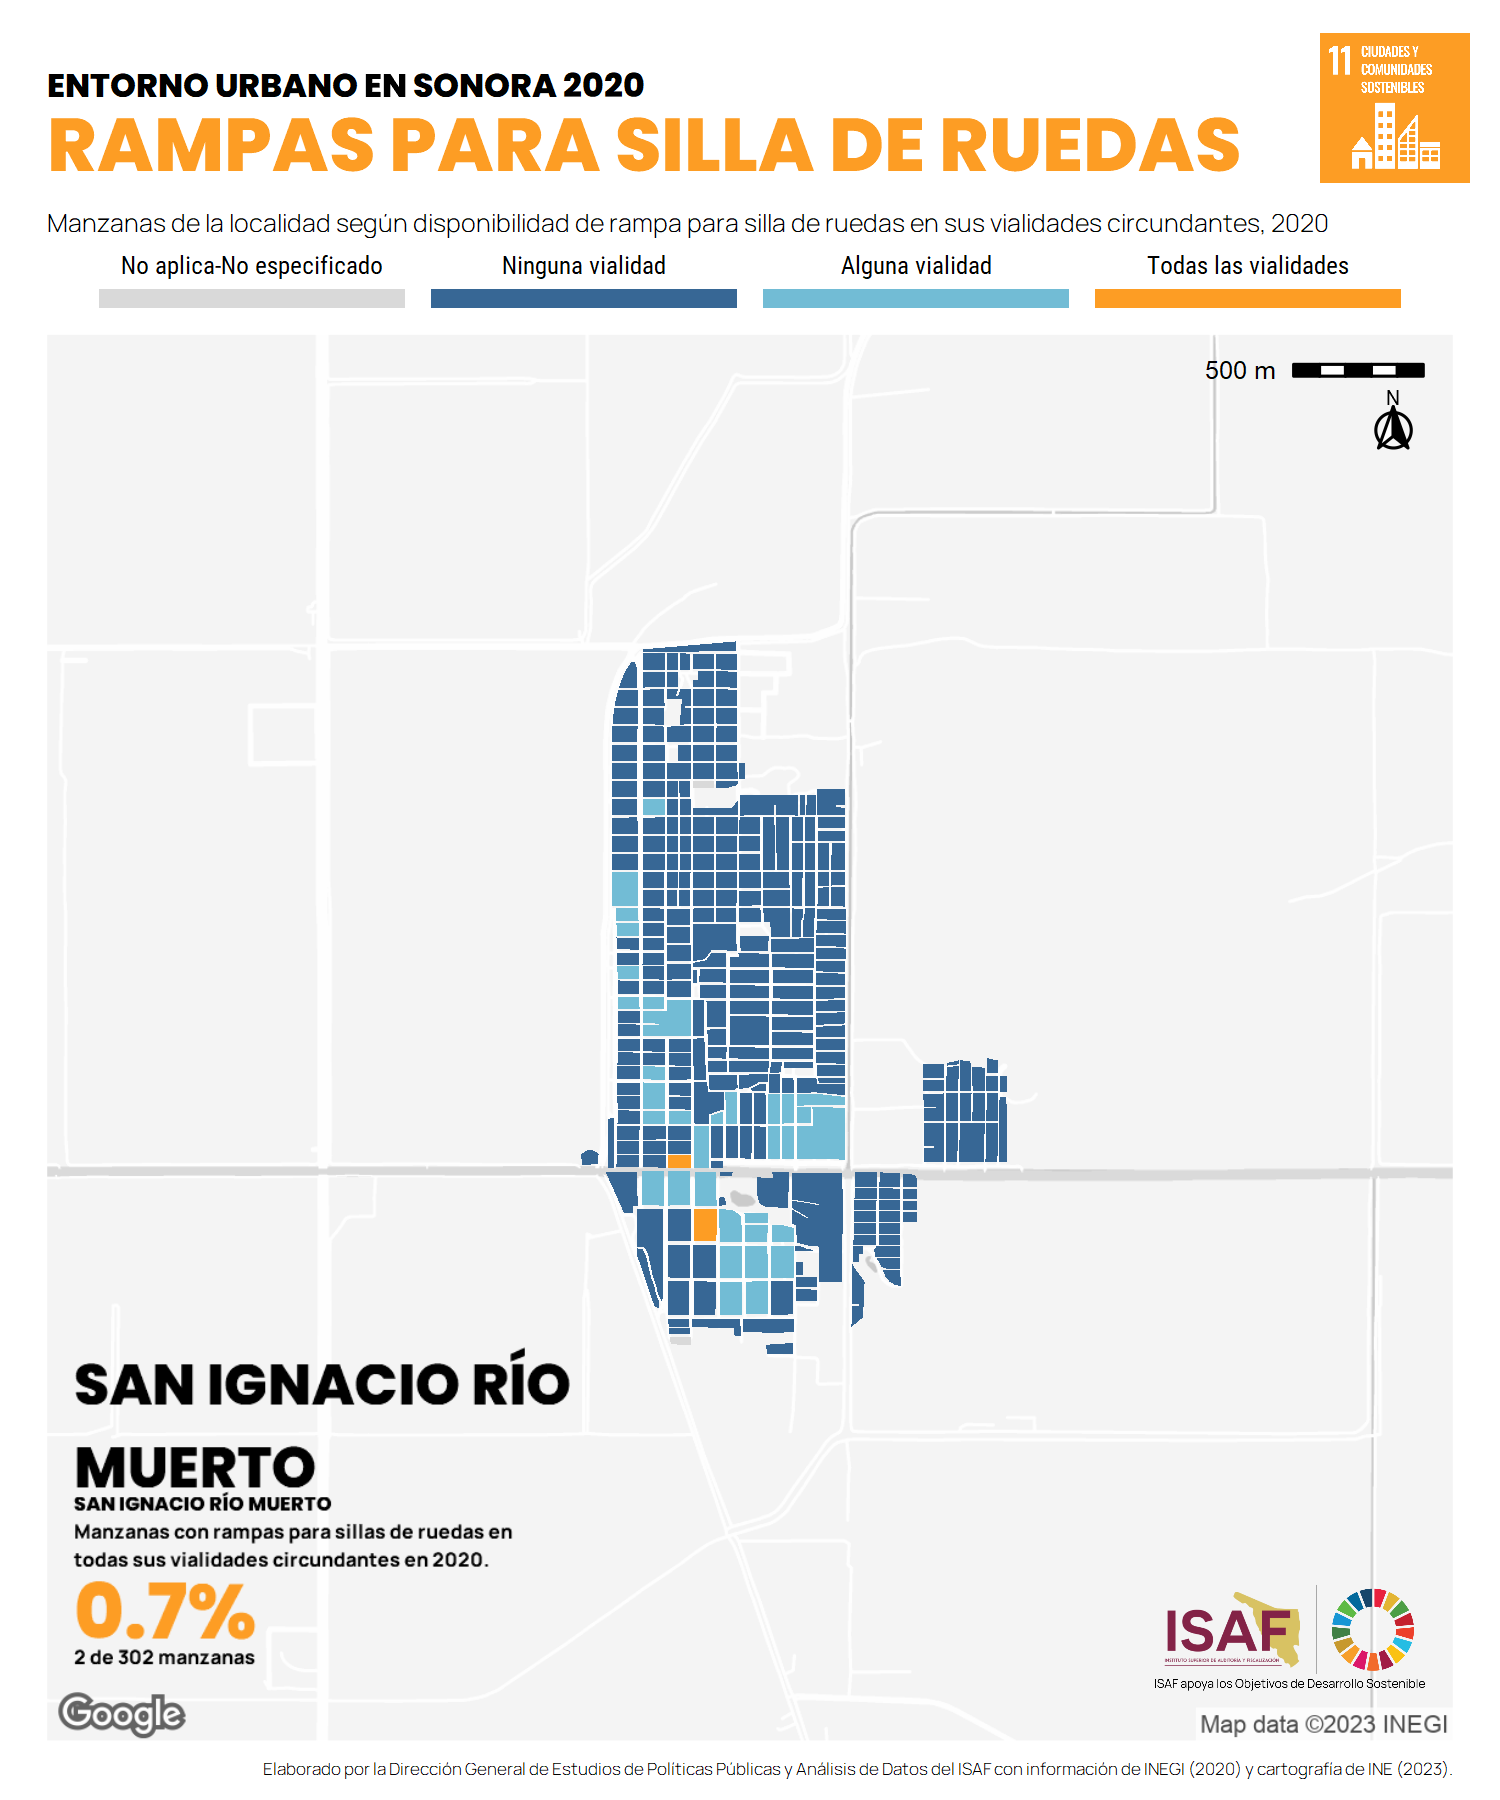 ENTORNO URBANO EN SONORA 2020
RAMPAS PARA SILLA DE RUEDAS
11 CIUDADES Y
COMUNIDADES
SOSTENIBLES
Manzanas de la localidad según disponibilidad de rampa para silla de ruedas en sus vialidades circundantes, 2020
No aplica-No especificado Ninguna vialidad Alguna vialidad Todas las vialidades
500 m
N
SAN IGNACIO RÍO
MUERTO
SAN IGNACIO RÍO MUERTO
Manzanas con rampas para sillas de ruedas en
todas sus vialidades circundantes en 2020.
0.7%
2 de 302 manzanas
Google
ISAF
INSTITUTO SUPERIOR DE AUDITORÍA Y FISCALIZACIÓN
ISAF apoya los Objetivos de Desarrollo Sostenible
Map data ©2023 INEGI
Elaborado por la Dirección General de Estudios de Políticas Públicas y Análisis de Datos del ISAF con información de INEGI (2020) y cartografía de INE (2023).